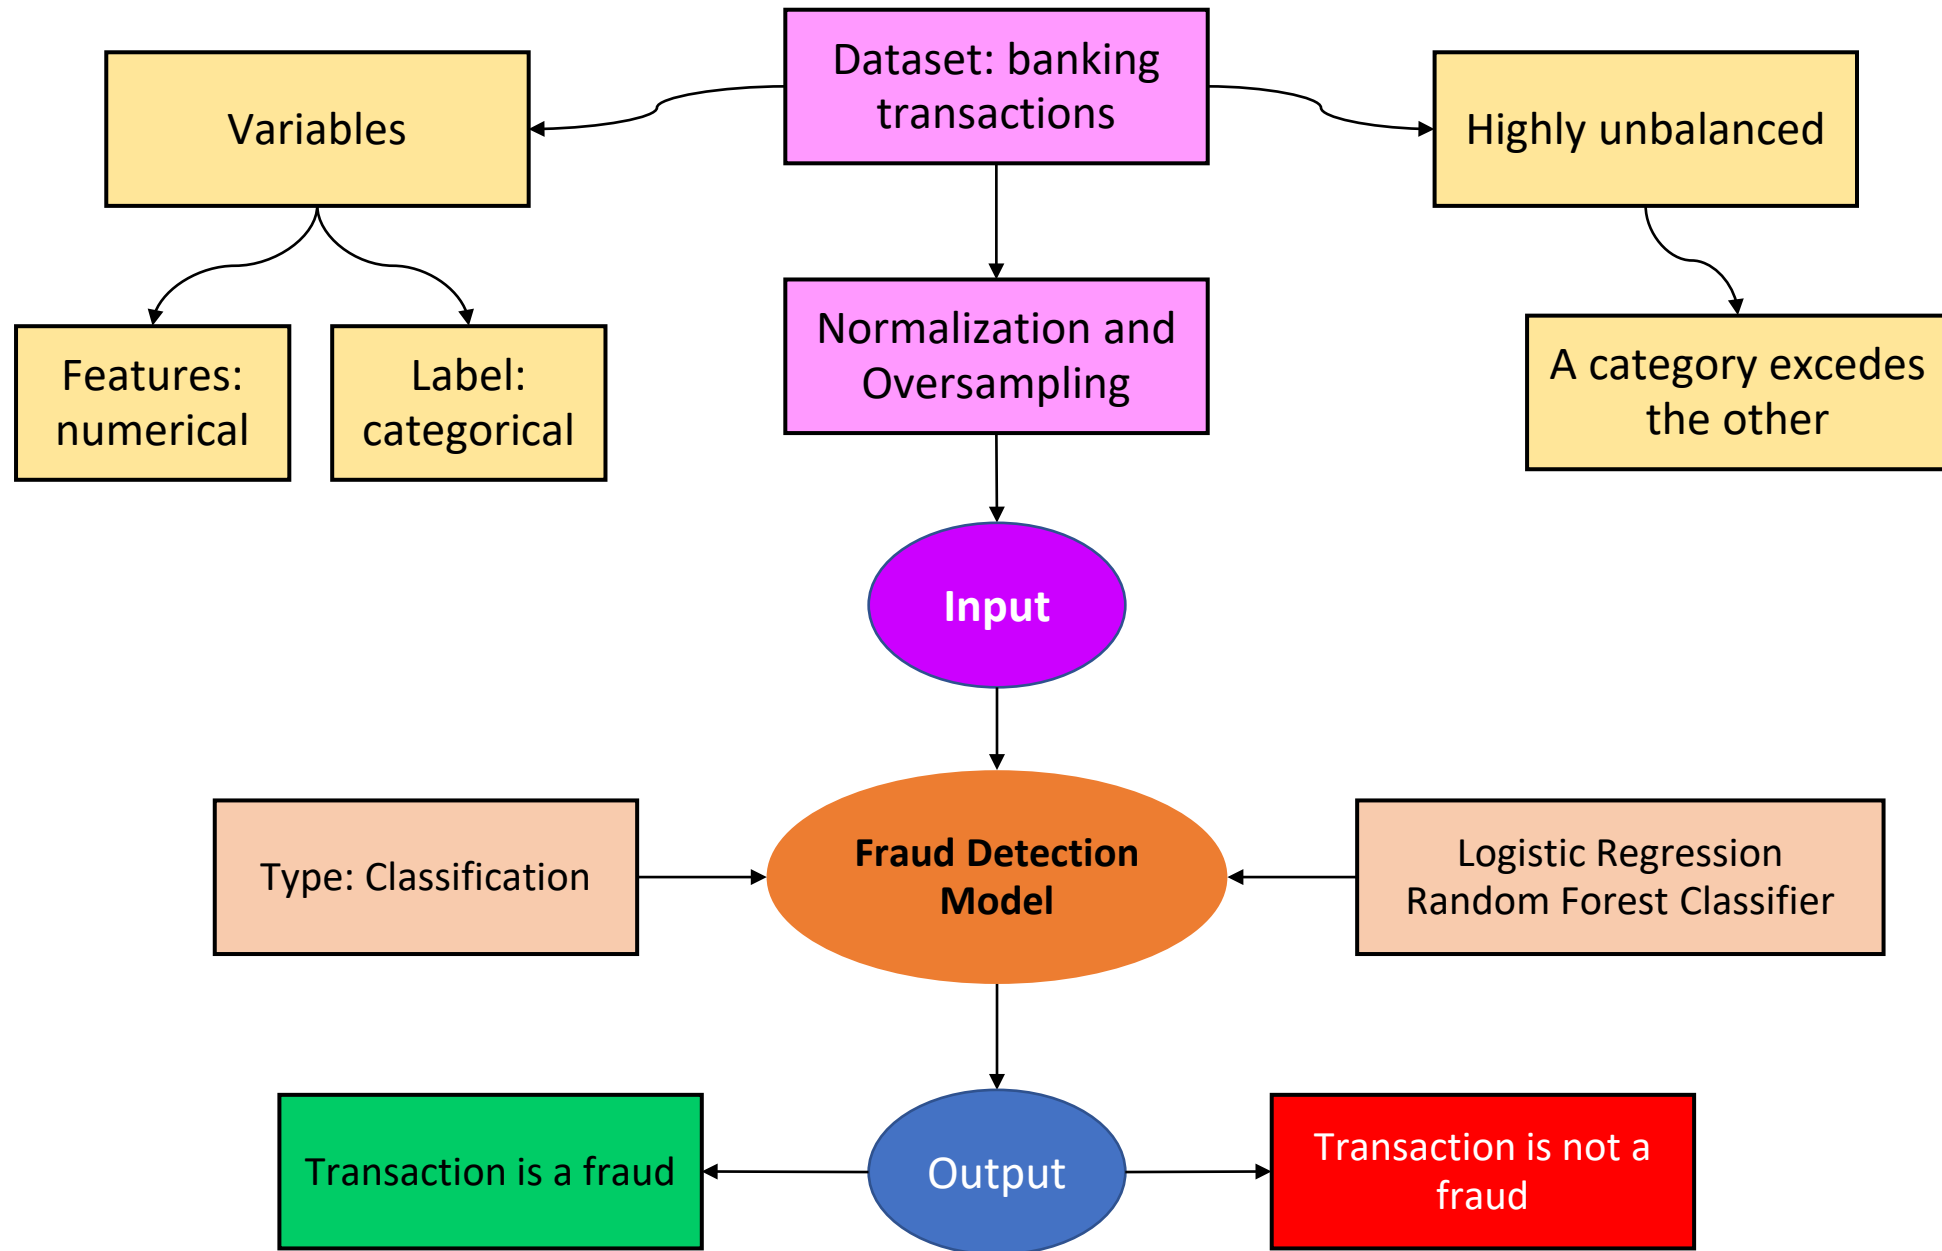 Dataset: banking
transactions
Variables
Highly unbalanced
Normalization and
Oversampling
Features:
numerical
Label:
categorical
A category excedes
the other
Input
Type: Classification
Fraud Detection
Model
Logistic Regression
Random Forest Classifier
Transaction is a fraud
Output
Transaction is not a
fraud